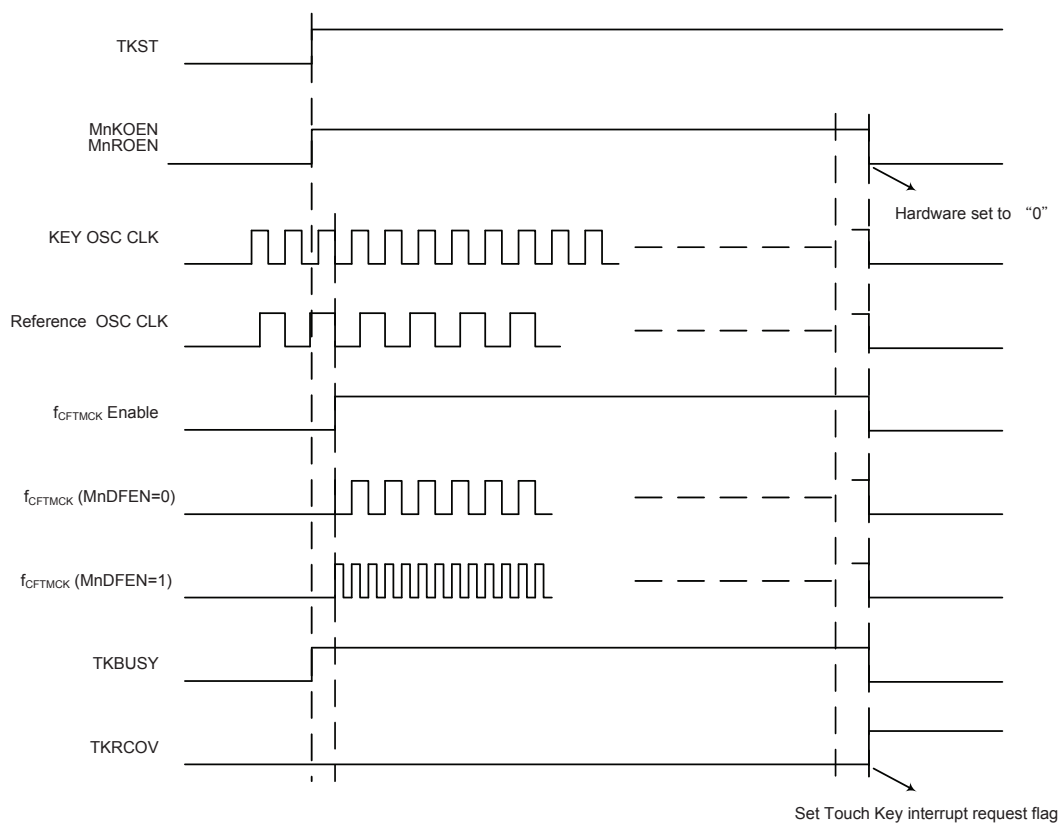 TKST
MnKOEN
MnROEN
Hardware set to “0”
KEY OSC CLK
Reference OSC CLK
fCFTMCK Enable
fCFTMCK (MnDFEN=0)
fCFTMCK (MnDFEN=1)
TKBUSY
TKRCOV
Set Touch Key interrupt request flag